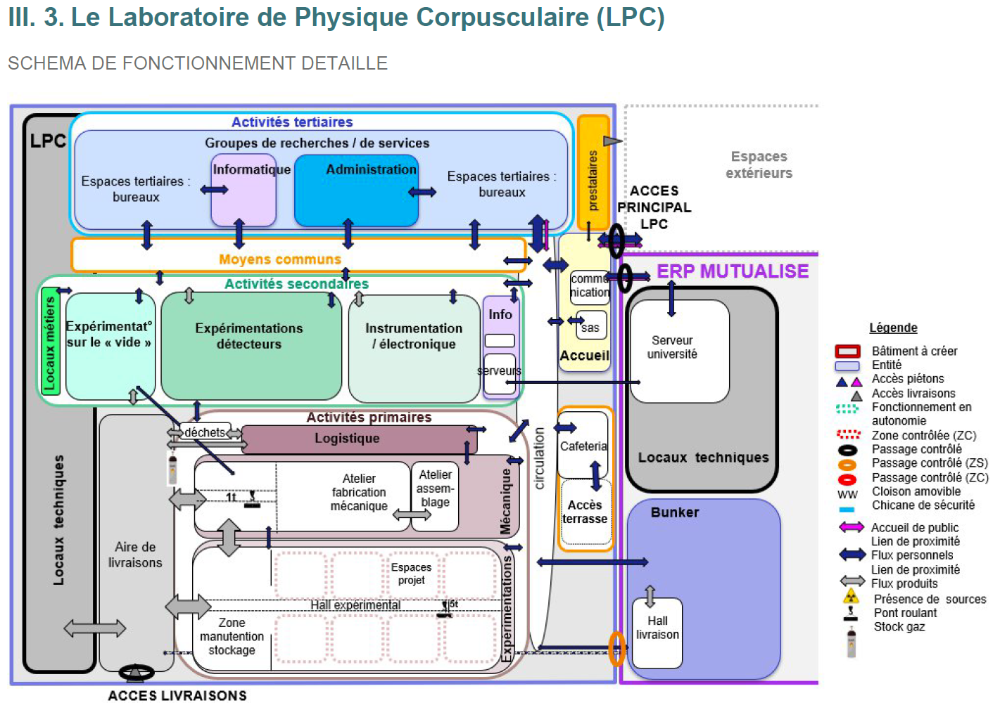 III. 3. Le Laboratoire de Physique Corpusculaire (LPC)
SCHEMA DE FONCTIONNEMENT DETAILLE
LPC
Activités tertiaires
Groupes de recherches / de services
Espaces tertiaires :
bureaux
Informatique
Administration
Espaces tertiaires :
bureaux
prestataires
Espaces
extérieurs
ACCES
PRINCIPAL
LPC
Moyens communs
ERP MUTUALISE
Activités secondaires
Locaux métiers
Expérimentat°
sur le « vide »
Expérimentations
détecteurs
Instrumentation
/ électronique
Info
serveurs
commu
nication
sas
Accueil
Serveur
université
Locaux techniques
Activités primaires
déchets
Logistique
circulation
Cafeteria
Accès
terrasse
Locaux techniques
Aire de
livraisons
1t
Atelier
fabrication
mécanique
Atelier
assem-
blage
Mécanique
Bunker
Espaces
projet
Hall expérimental
5t
Zone
manutention
stockage
Expérimentations
Hall
livraison
ACCES LIVRAISONS
Légende
Bâtiment à créer
Entité
Accès piétons
Accès livraisons
Fonctionnement en
autonomie
Zone contrôlée (ZC)
Passage contrôlé
Passage contrôlé (ZS)
Passage contrôlé (ZC)
WW
Cloison amovible
Chicane de sécurité
Accueil de public
Lien de proximité
Flux personnels
Lien de proximité
Flux produits
Présence de sources
Pont roulant
Stock gaz